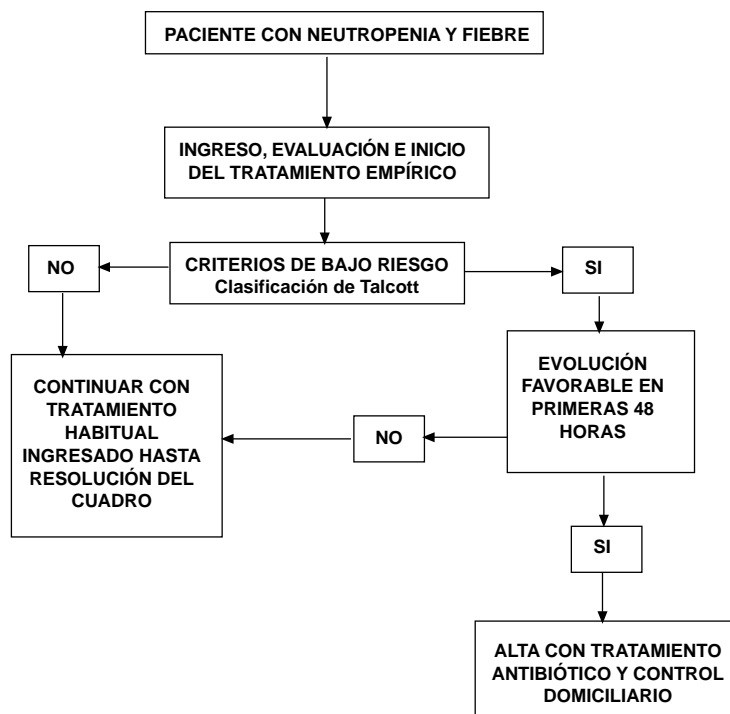 PACIENTE CON NEUTROPENIA Y FIEBRE
INGRESO, EVALUACIÓN E INICIO
DEL TRATAMIENTO EMPÍRICO
NO
CRITERIOS DE BAJO RIESGO
Clasificación de Talcott
SI
CONTINUAR CON
TRATAMIENTO
HABITUAL
INGRESADO HASTA
RESOLUCIÓN DEL
CUADRO
NO
EVOLUCIÓN
FAVORABLE EN
PRIMERAS 48
HORAS
SI
ALTA CON TRATAMIENTO
ANTIBIÓTICO Y CONTROL
DOMICILIARIO